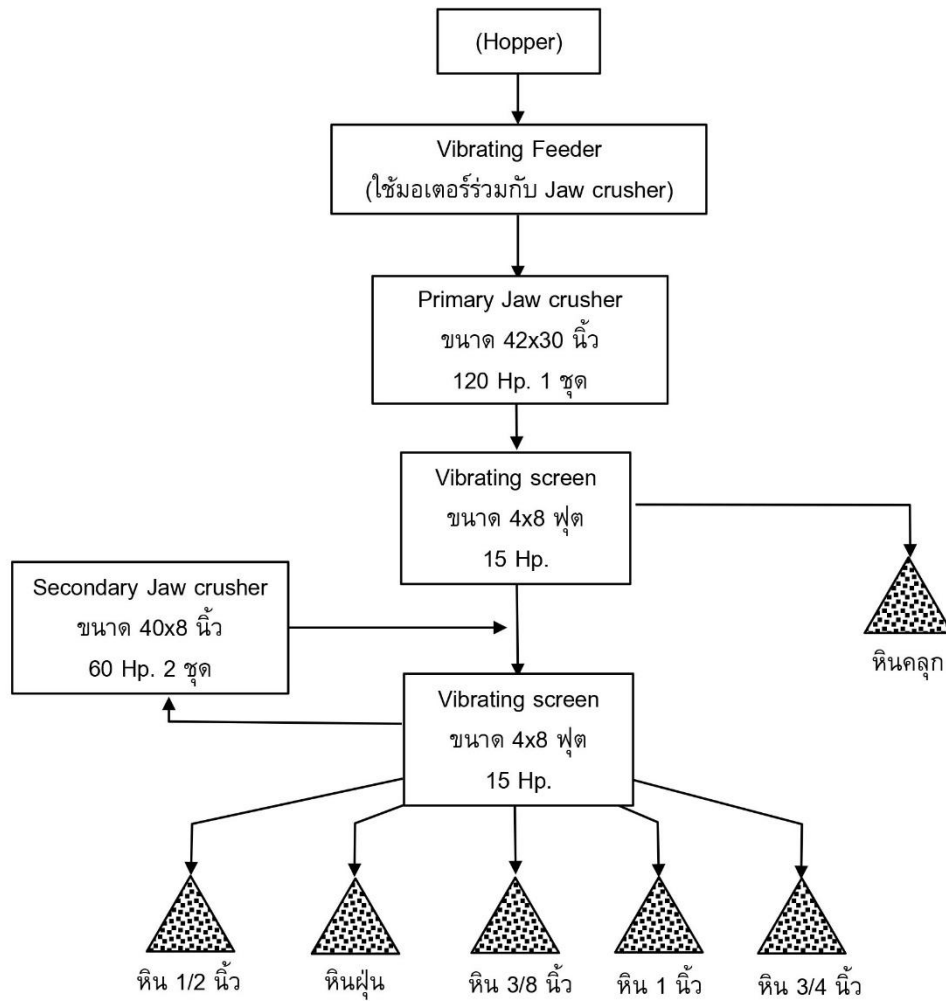 (Hopper)
Vibrating Feeder
(ใช้มอเตอร์ร่วมกับ Jaw crusher)
Primary Jaw crusher
ขนาด 42x30 นิ้ว
120 Hp. 1 ชุด
Vibrating screen
ขนาด 4x8 ฟุต
15 Hp.
หินคลุก
Secondary Jaw crusher
ขนาด 40x8 นิ้ว
60 Hp. 2 ชุด
Vibrating screen
ขนาด 4x8 ฟุต
15 Hp.
หิน 1/2 นิ้ว
หินฝุ่น
หิน 3/8 นิ้ว
หิน 1 นิ้ว
หิน 3/4 นิ้ว